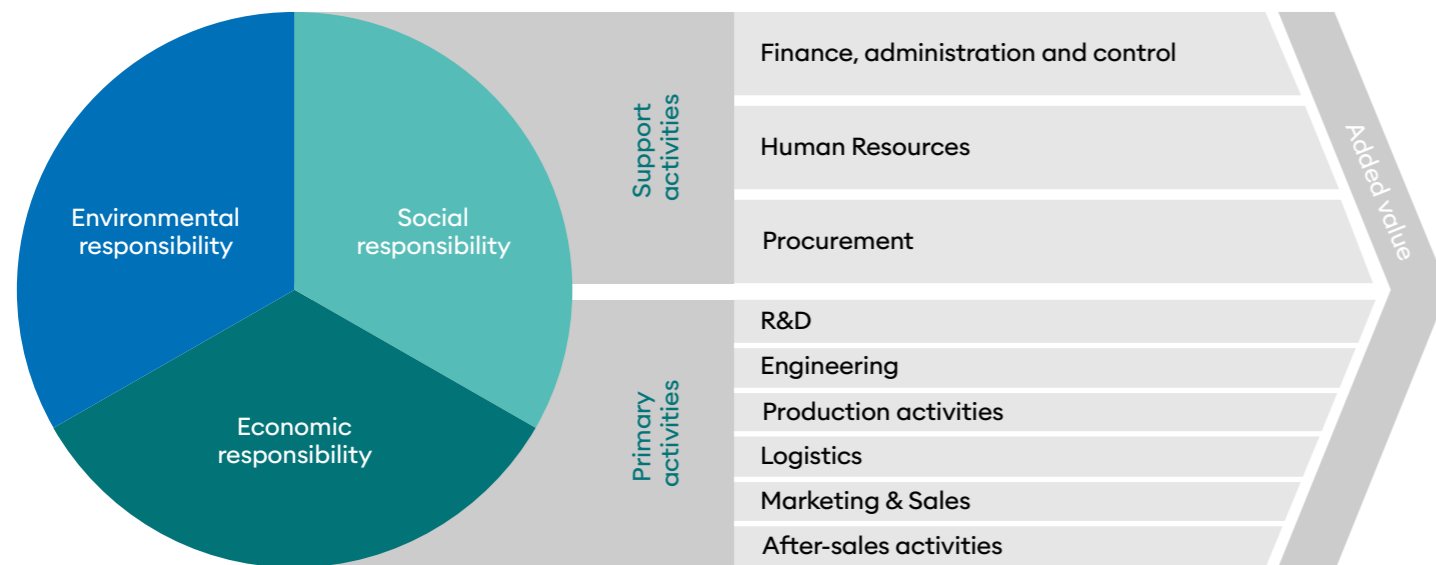 Environmental
responsibility
Social
responsibility
Economic
responsibility
Support
activities
Finance, administration and control
Human Resources
Procurement
Primary
activities
R&D
Engineering
Production activities
Logistics
Marketing & Sales
After-sales activities
Added value